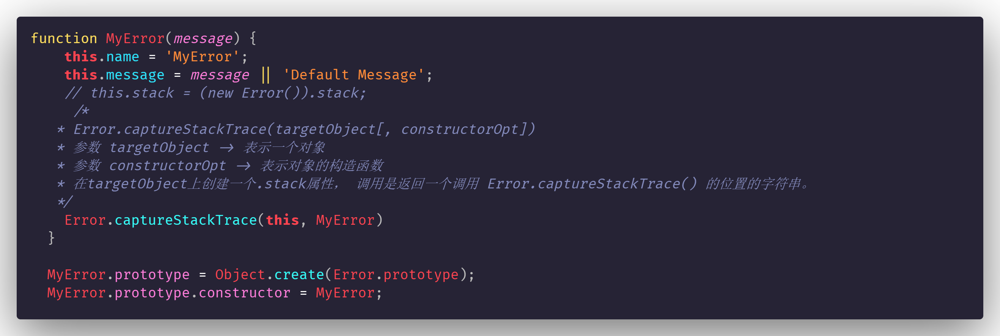 function MyError(message) {
    this.name = 'MyError';
    this.message = message || 'Default Message';
    // this.stack = (new Error()).stack;
     /*
   * Error.captureStackTrace(targetObject[, constructorOpt])
   * 参数 targetObject -> 表示一个对象
   * 参数 constructorOpt -> 表示对象的构造函数
   * 在targetObject上创建一个.stack属性， 调用是返回一个调用 Error.captureStackTrace() 的位置的字符串。
   */
    Error.captureStackTrace(this, MyError)
  }

  MyError.prototype = Object.create(Error.prototype);
  MyError.prototype.constructor = MyError;